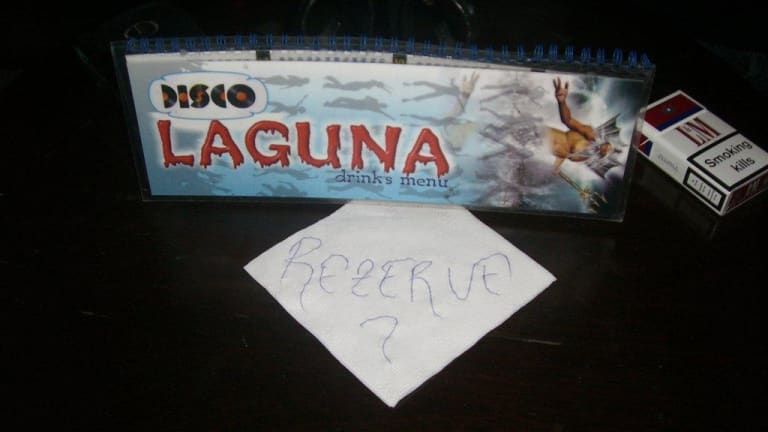 DISCO
LAGUNA
drinks menu
L&M
Smoking
kills
REZERVE
7